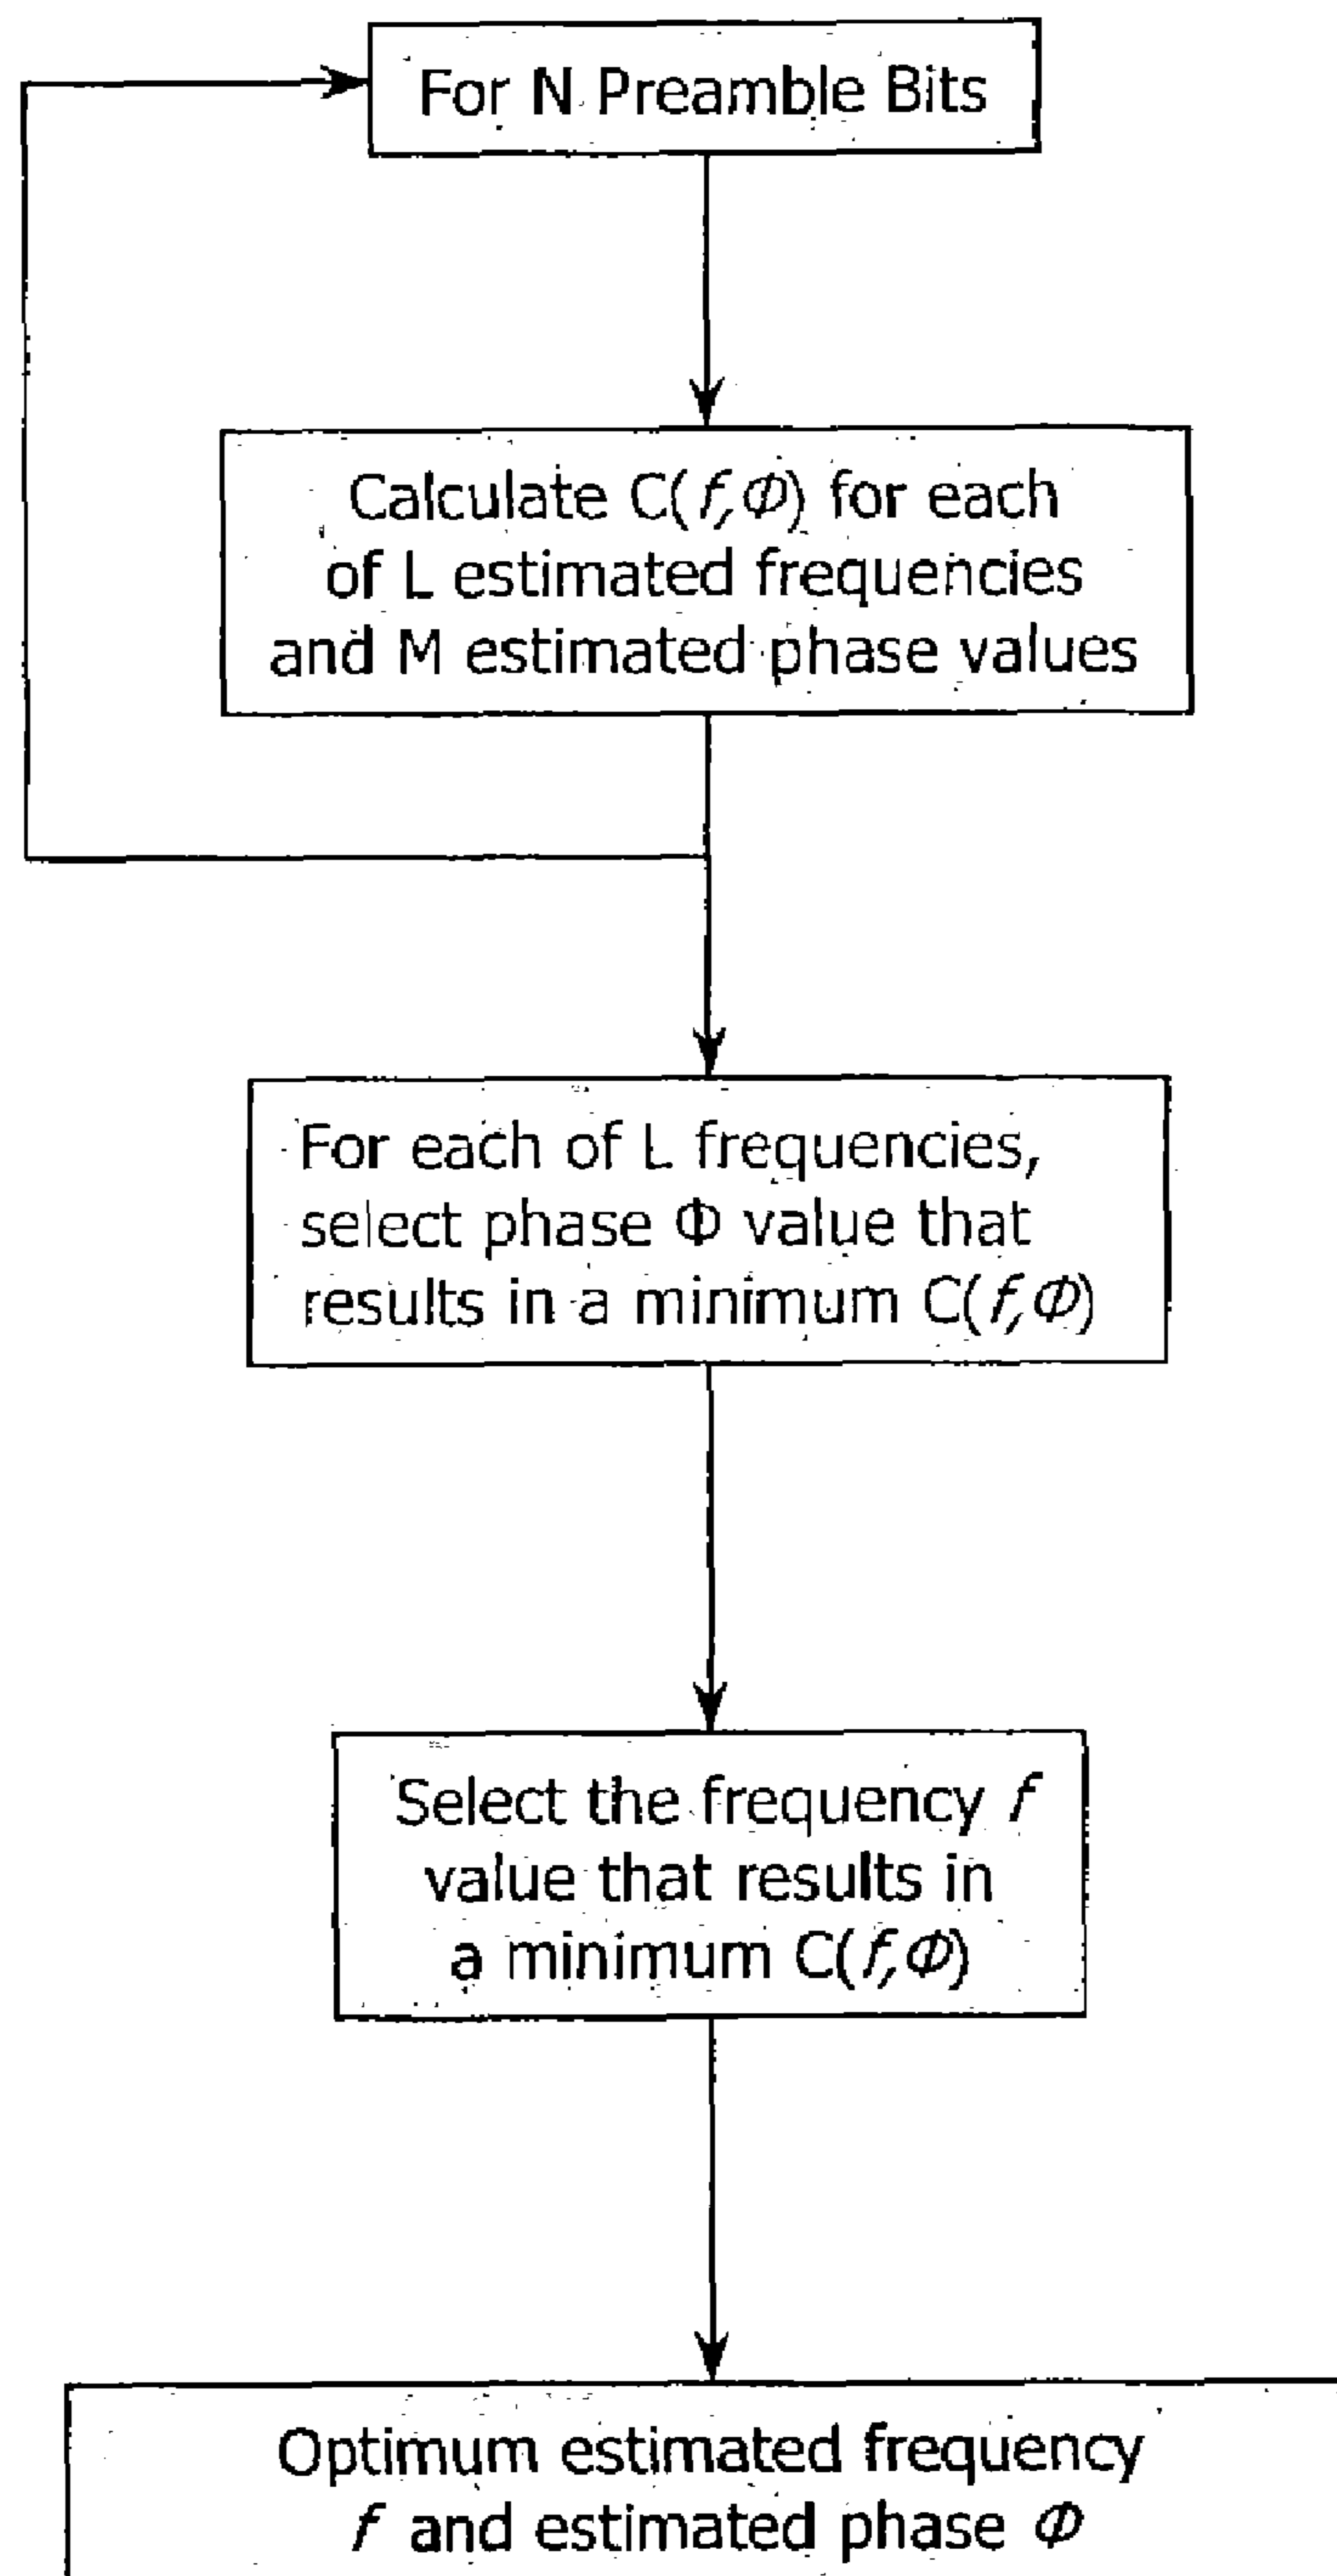 For N Preamble Bits
Calculate C(f,Φ) for each
of L estimated frequencies
and M estimated phase values
For each of L frequencies,
select phase Φ value that
results in a minimum C(f,Φ)
Select the frequency f
value that results in
a minimum C(f,Φ)
Optimum estimated frequency
f and estimated phase Φ